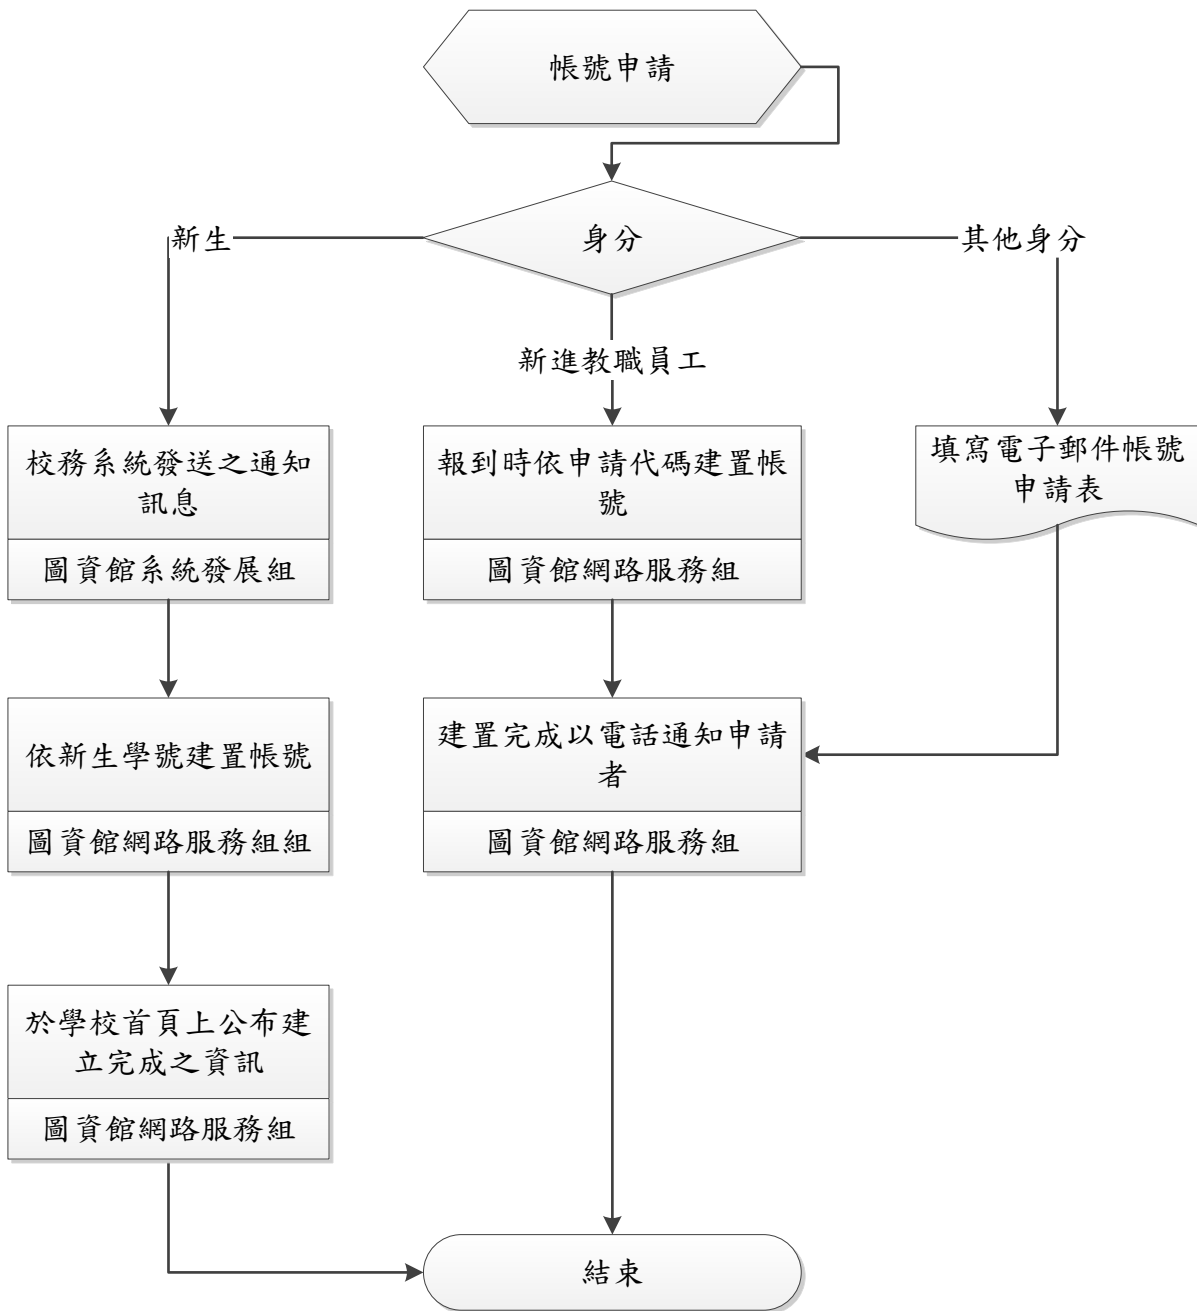 帳號申請
身分
新生
其他身分
新進教職員工
校務系統發送之通知
訊息
圖資館系統發展組
報到時依申請代碼建置帳
號
圖資館網路服務組
填寫電子郵件帳號
申請表
依新生學號建置帳號
圖資館網路服務組組
建置完成以電話通知申請
者
圖資館網路服務組
於學校首頁上公布建
立完成之資訊
圖資館網路服務組
結束